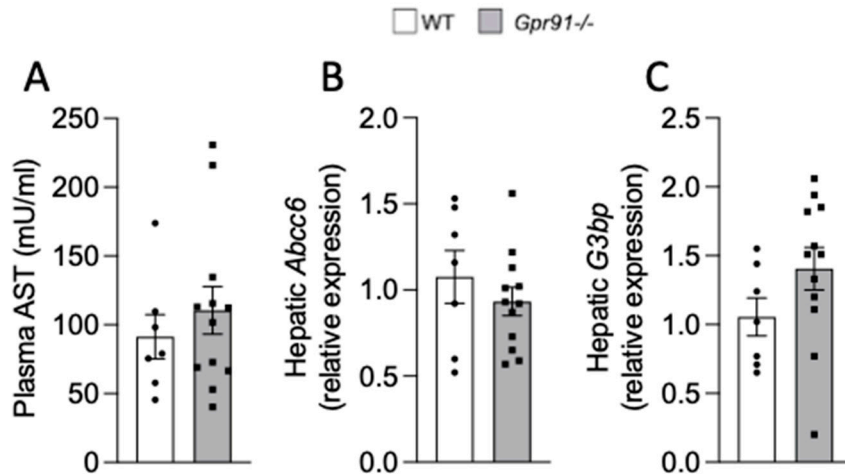 WT Gpr91-/-
A
Plasma AST (mU/ml)
250
200
150
100
50
0
B
Hepatic Abcc6
(relative expression)
2.0
1.5
1.0
0.5
0.0
C
Hepatic G3bp
(relative expression)
2.5
2.0
1.5
1.0
0.5
0.0